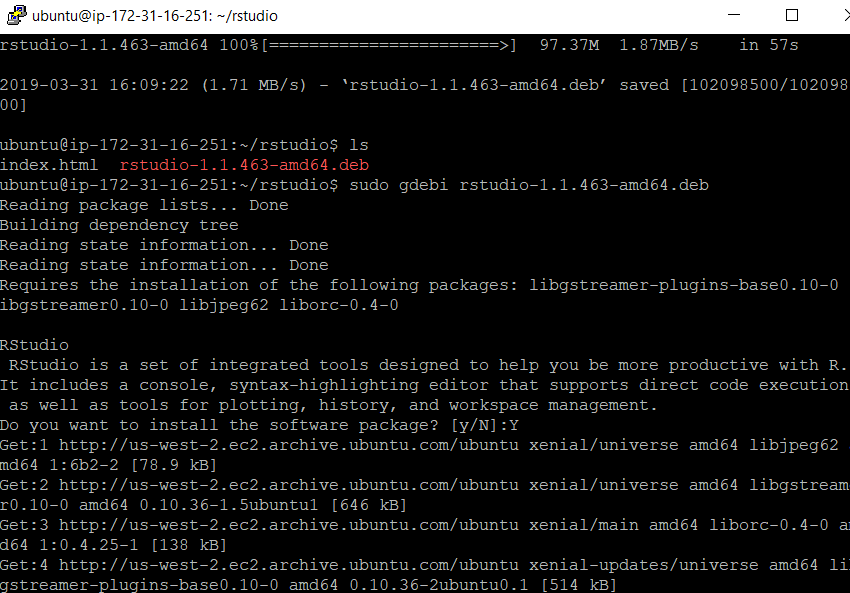 ubuntu@ip-172-31-16-251: ~/rstudio
rstudio-1.1.463-amd64 100%[========================>]  97.37M  1.87MB/s    in 57s
2019-03-31 16:09:22 (1.71 MB/s) - ‘rstudio-1.1.463-amd64.deb’ saved [102098500/102098
00]
ubuntu@ip-172-31-16-251:~/rstudio$ ls
index.html  rstudio-1.1.463-amd64.deb
ubuntu@ip-172-31-16-251:~/rstudio$ sudo gdebi rstudio-1.1.463-amd64.deb
Reading package lists... Done
Building dependency tree
Reading state information... Done
Reading state information... Done
Requires the installation of the following packages: libgstreamer-plugins-base0.10-0
ibgstreamer0.10-0 libjpeg62 liborc-0.4-0
RStudio
 RStudio is a set of integrated tools designed to help you be more productive with R.
It includes a console, syntax-highlighting editor that supports direct code execution
 as well as tools for plotting, history, and workspace management.
Do you want to install the software package? [y/N]:Y
Get:1 http://us-west-2.ec2.archive.ubuntu.com/ubuntu xenial/universe amd64 libjpeg62
md64 1:6b2-2 [78.9 kB]
Get:2 http://us-west-2.ec2.archive.ubuntu.com/ubuntu xenial/universe amd64 libgstream
r0.10-0 amd64 0.10.36-1.5ubuntu1 [646 kB]
Get:3 http://us-west-2.ec2.archive.ubuntu.com/ubuntu xenial/main amd64 liborc-0.4-0 a
d64 1:0.4.25-1 [138 kB]
Get:4 http://us-west-2.ec2.archive.ubuntu.com/ubuntu xenial-updates/universe amd64 li
gstreamer-plugins-base0.10-0 amd64 0.10.36-2ubuntu0.1 [514 kB]